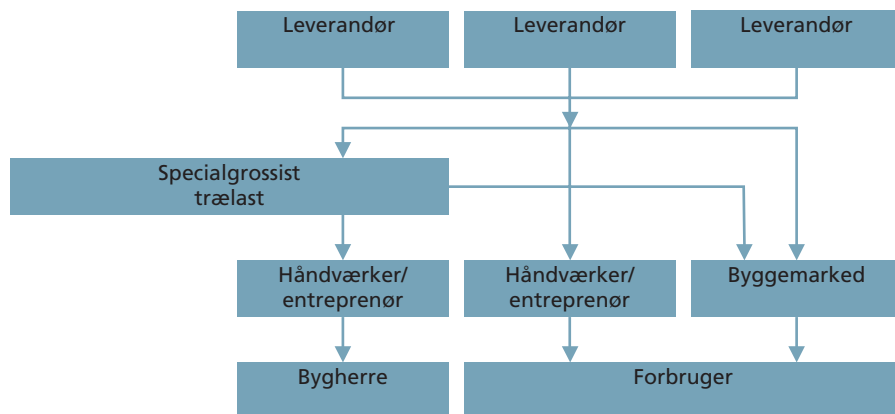 Leverandør
Leverandør
Leverandør
Specialgrossist
trælast
Håndværker/
entreprenør
Håndværker/
entreprenør
Byggemarked
Bygherre
Forbruger